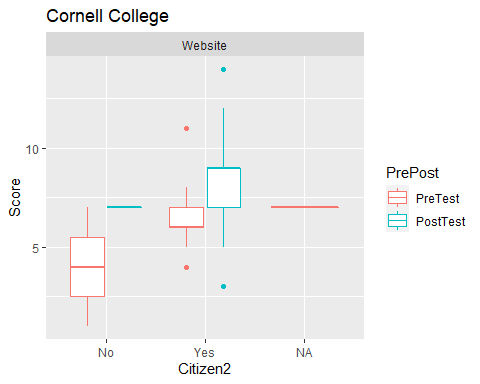 Cornell College
Website
10
5
Score
No Yes NA
Citizen2
PrePost
PreTest
PostTest